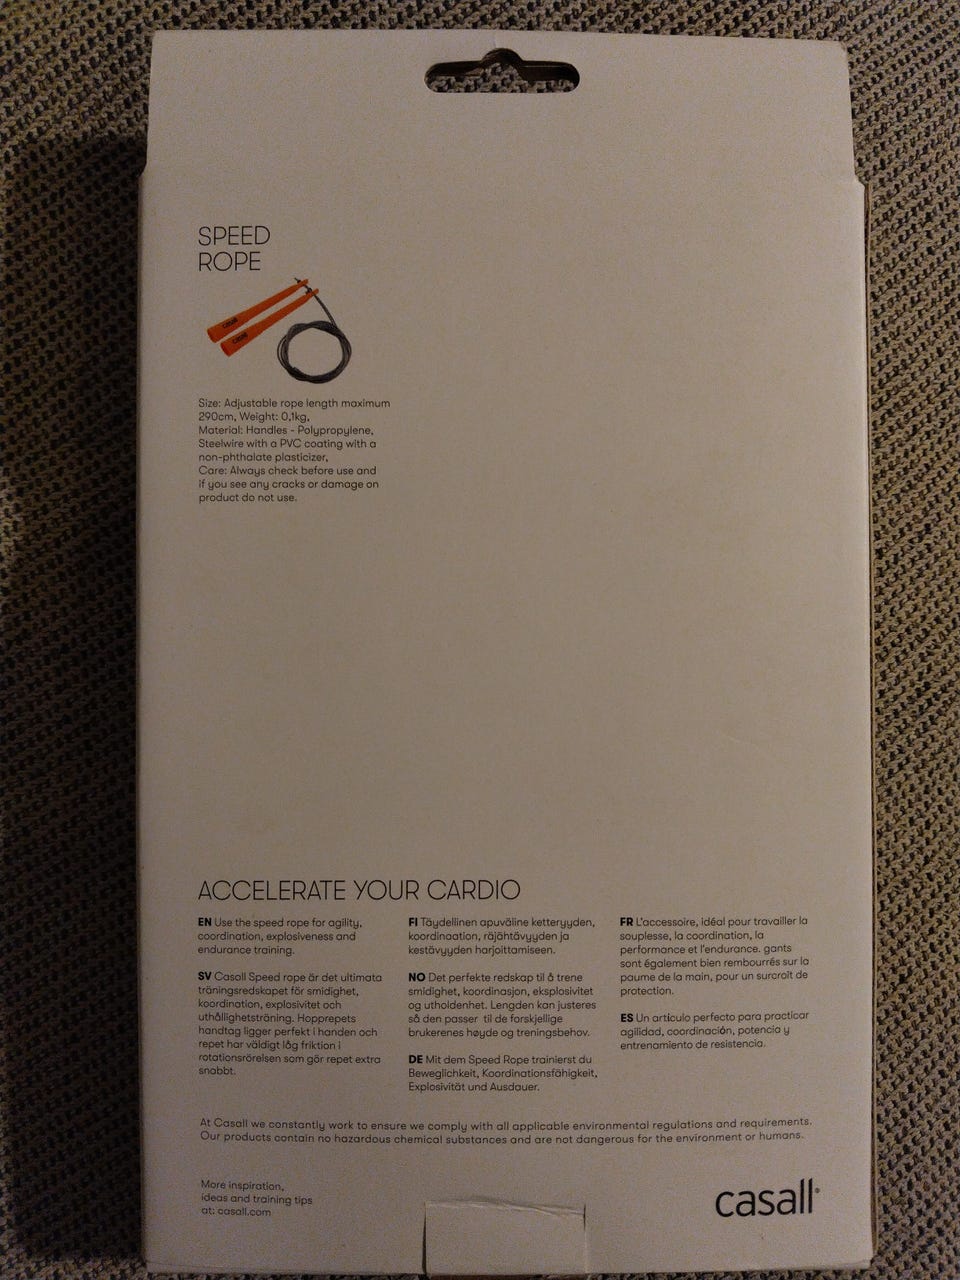 SPEED
ROPE
casall
casall
Size: Adjustable rope length maximum
290cm, Weight: 0,1kg,
Material: Handles - Polypropylene,
Steelwire with a PVC coating with a
non-phthalate plasticizer,
Care: Always check before use and
if you see any cracks or damage on
product do not use.
ACCELERATE YOUR CARDIO
EN Use the speed rope for agility,
coordination, explosiveness and
endurance training.
SV Casall Speed rope är det ultimata
träningsredskapet för smidighet,
koordination, explosivitet och
uthållighetsträning. Hopprepets
handtag ligger perfekt i handen och
repet har väldigt låg friktion i
rotationsrörelsen som gör repet extra
snabbt.
FI Täydellinen apuväline ketteryyden,
koordinaation, räjähtävyyden ja
kestävyyden harjoittamiseen.
NO Det perfekte redskap til å trene
smidighet, koordinasjon, eksplosivitet
og utholdenhet. Lengden kan justeres
så den passer til de forskjellige
brukerenes høyde og treningsbehov.
DE Mit dem Speed Rope trainierst du
Beweglichkeit, Koordinationsfähigkeit,
Explosivität und Ausdauer.
FR L'accessoire, idéal pour travailler la
souplesse, la coordination, la
performance et l'endurance. gants
sont également bien rembourrés sur la
paume de la main, pour un surcroît de
protection.
ES Un artículo perfecto para practicar
agilidad, coordinación, potencia y
entrenamiento de resistencia.
At Casall we constantly work to ensure we comply with all applicable environmental regulations and requirements.
Our products contain no hazardous chemical substances and are not dangerous for the environment or humans.
More inspiration,
ideas and training tips
at: casall.com
casall®